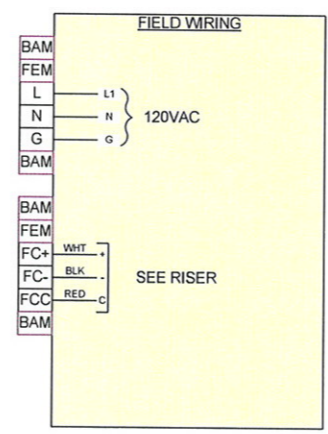 FIELD WIRING
BAM
FEM
L L1
N N 120VAC
G G
BAM
BAM
FEM
FC+ WHT +
FC- BLK - SEE RISER
FCC RED C
BAM